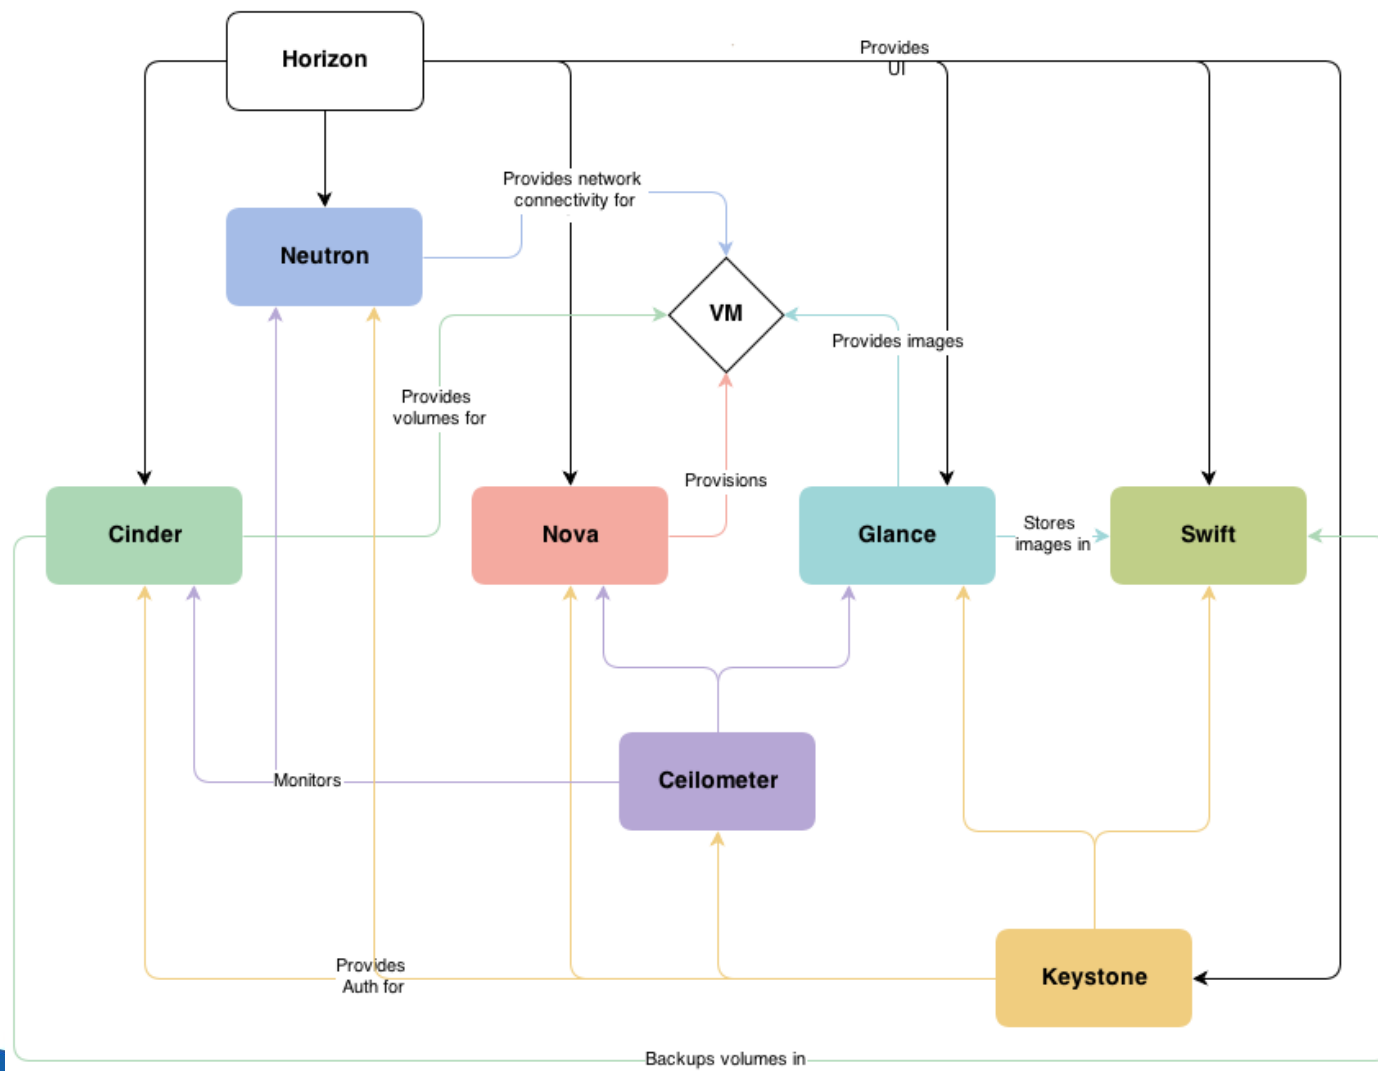 Horizon
Provides
UI
Provides network
connectivity for
Neutron
VM
Provides images
Provides
volumes for
Provisions
Cinder
Nova
Glance
Stores
images in
Swift
Monitors
Ceilometer
Provides
Auth for
Keystone
Backups volumes in